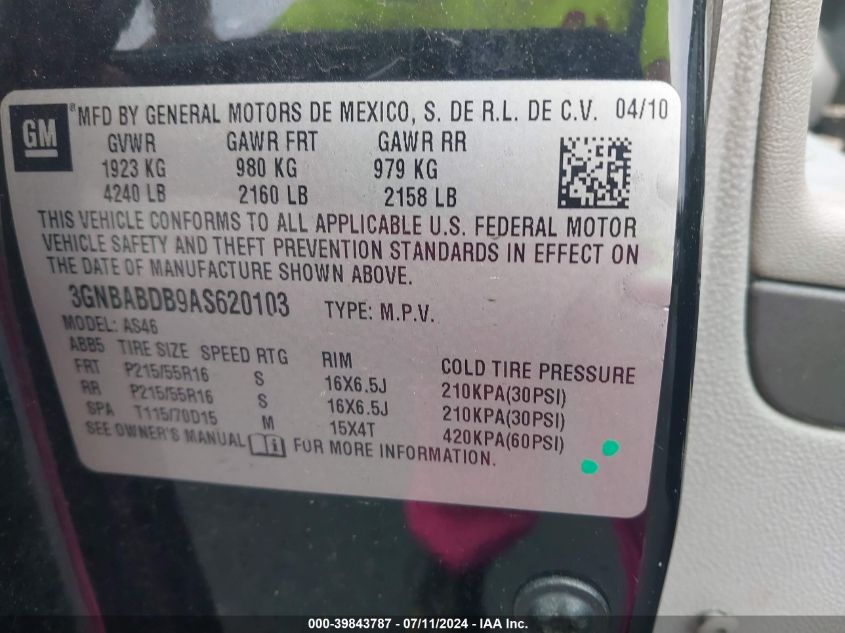 GM
® MFD BY GENERAL MOTORS DE MEXICO, S. DE R.L. DE C.V. 04/10
GVWR GAWR FRT GAWR RR
1923 KG 980 KG 979 KG
4240 LB 2160 LB 2158 LB
THIS VEHICLE CONFORMS TO ALL APPLICABLE U.S. FEDERAL MOTOR
VEHICLE SAFETY AND THEFT PREVENTION STANDARDS IN EFFECT ON
THE DATE OF MANUFACTURE SHOWN ABOVE.
3GNBABDB9AS620103 TYPE: M.P.V.
MODEL: AS46
ABB5 TIRE SIZE SPEED RTG RIM COLD TIRE PRESSURE
FRT P215/55R16 S 16X6.5J 210KPA(30PSI)
RR P215/55R16 S 16X6.5J 210KPA(30PSI)
SPA T115/70D15 M 15X4T 420KPA(60PSI)
SEE OWNER'S MANUAL FOR MORE INFORMATION.
000-39843787 - 07/11/2024 - IAA Inc.